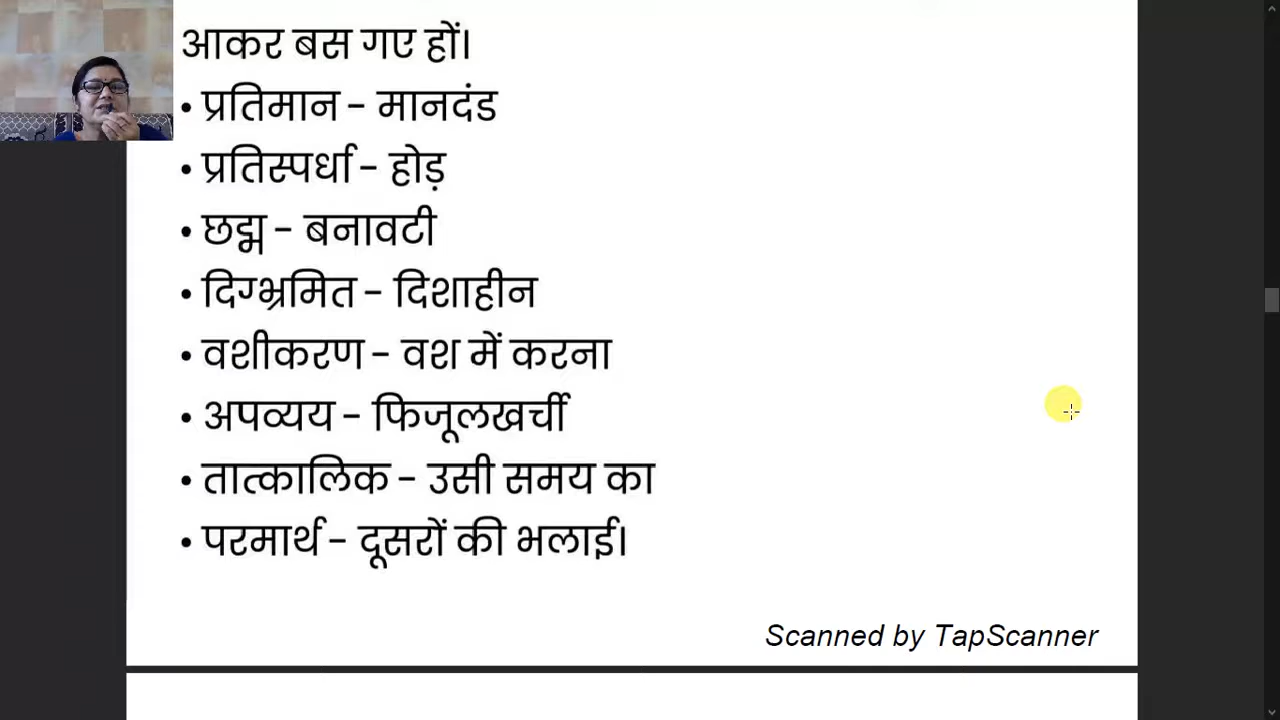 आकर बस गए हों।
• प्रतिमान - मानदंड
• प्रतिस्पर्धा - होड़
• छद्म - बनावटी
• दिग्भ्रमित - दिशाहीन
• वशीकरण - वश में करना
• अपव्यय - फिजूलखर्ची
• तात्कालिक - उसी समय का
• परमार्थ - दूसरों की भलाई।
Scanned by TapScanner